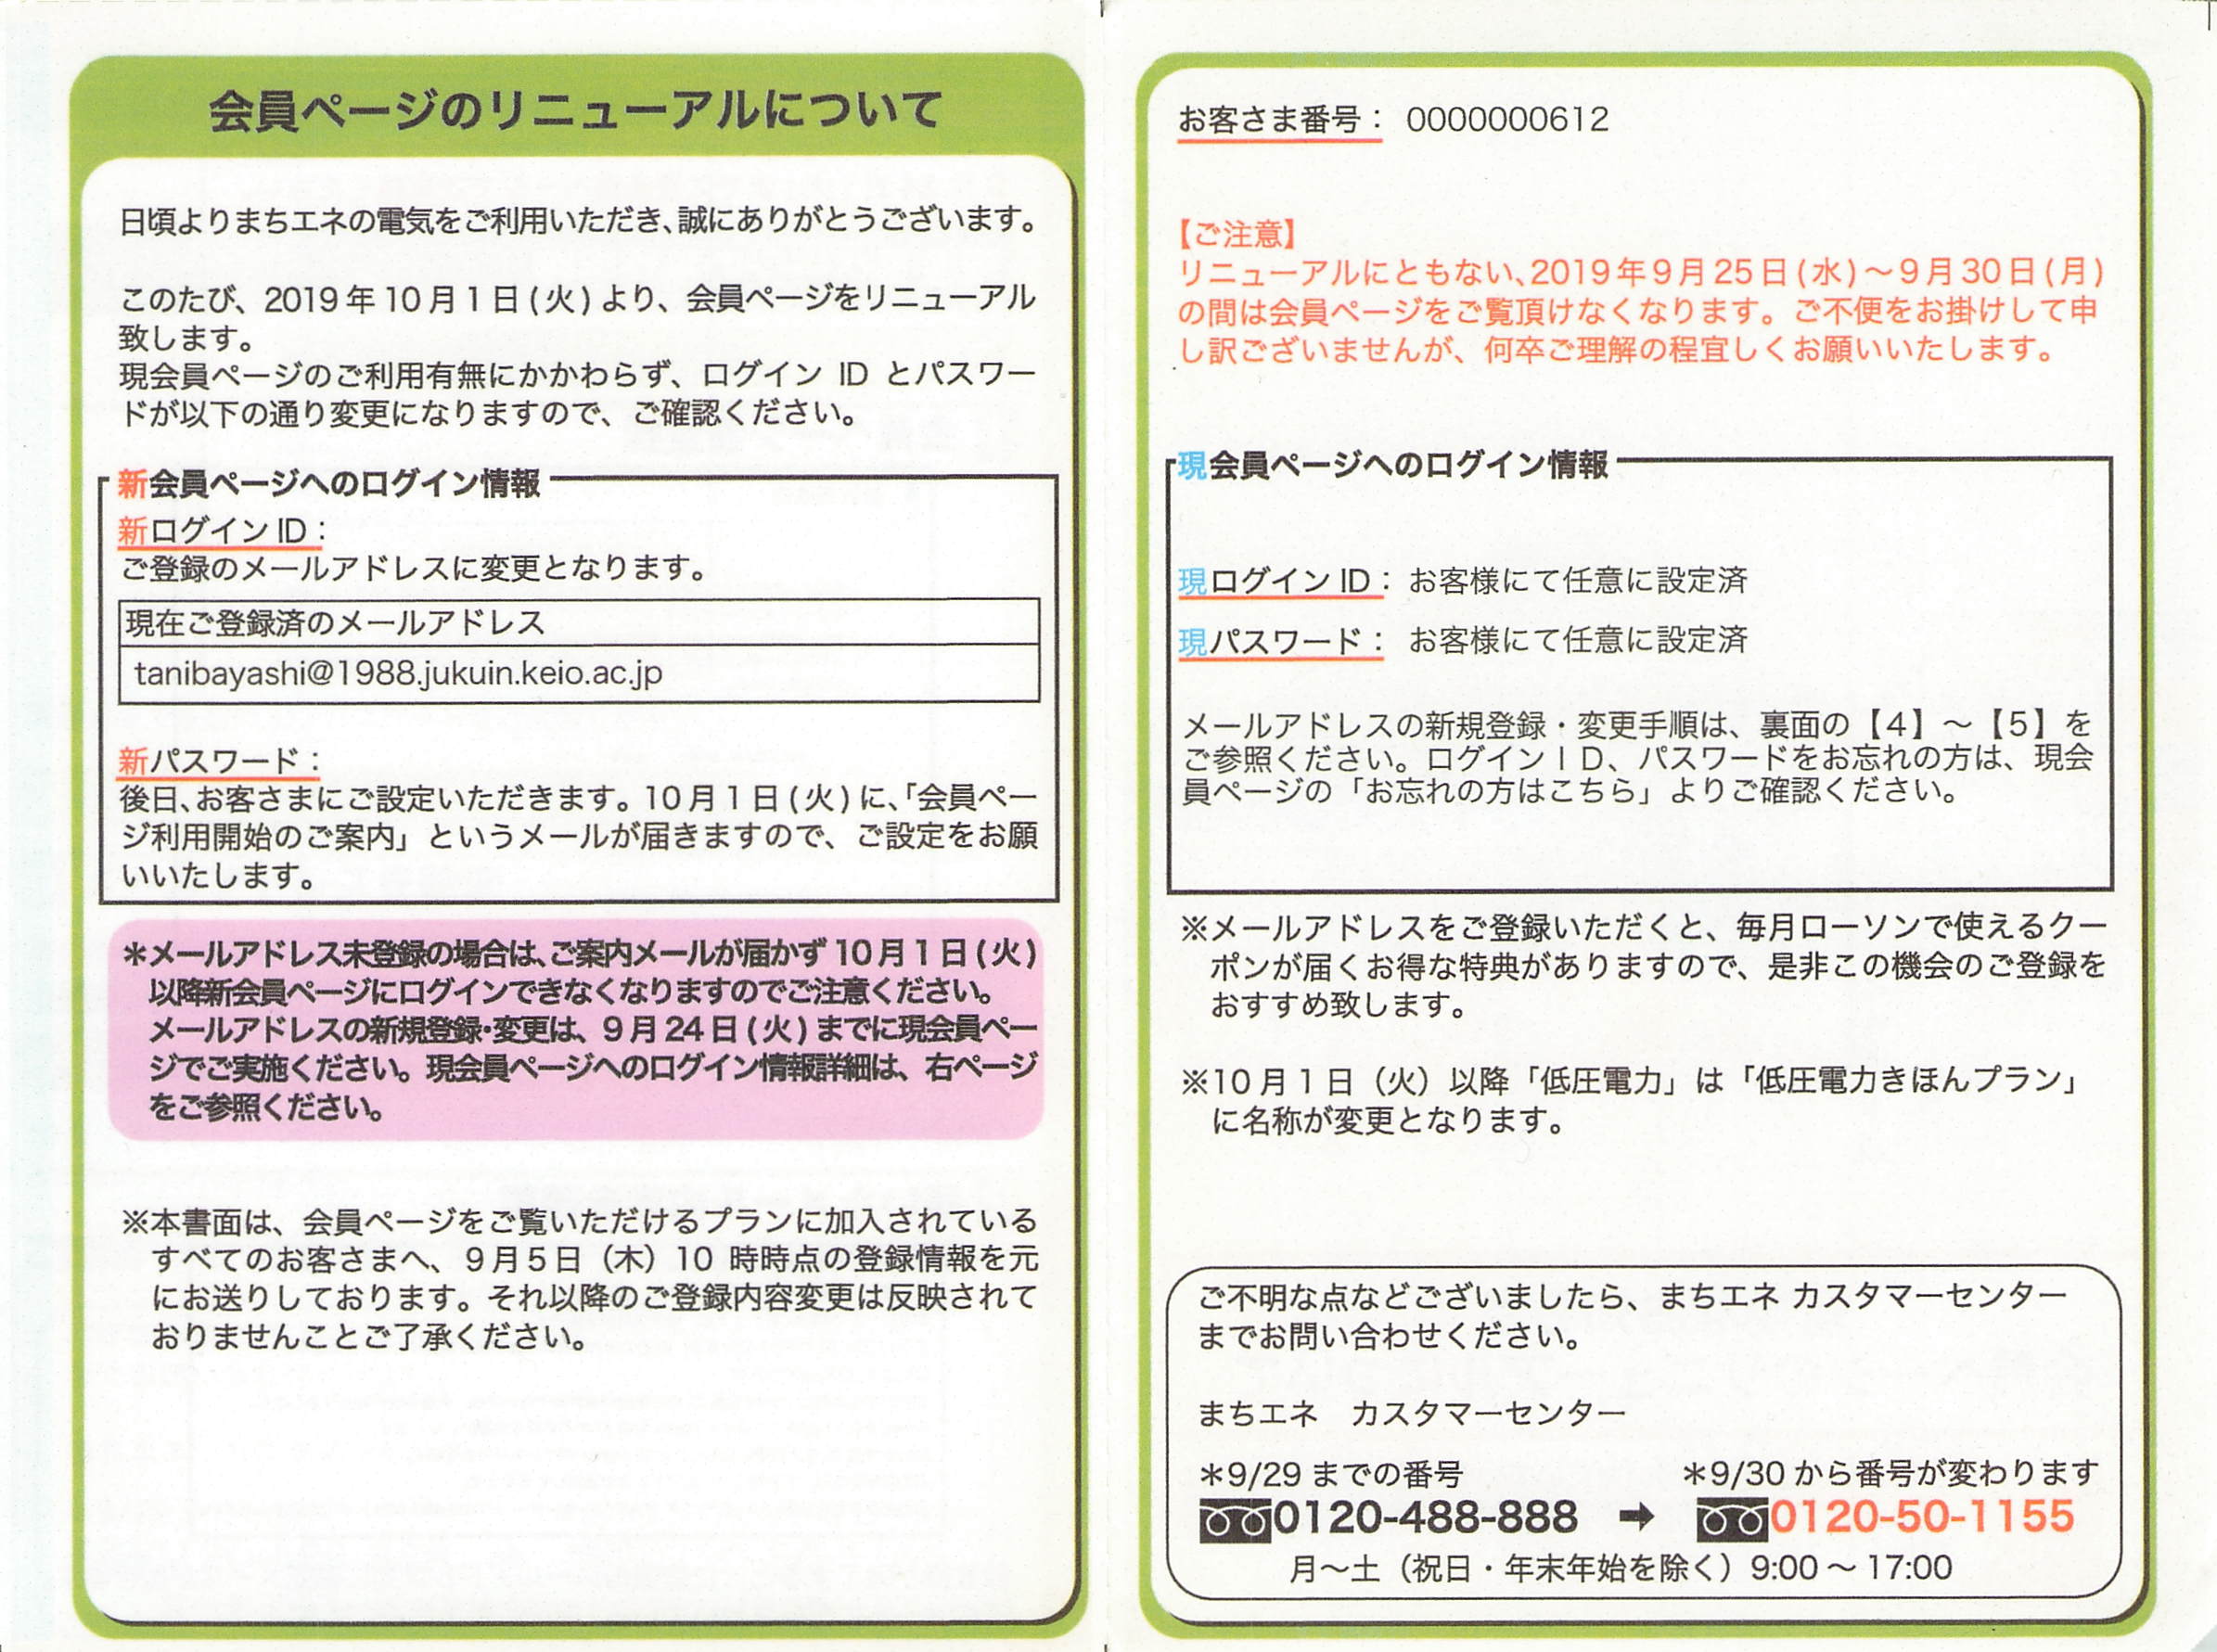 会員ページのリニューアルについて
日頃よりまちエネの電気をご利用いただき、誠にありがとうございます。
このたび、2019年10月1日(火)より、会員ページをリニューアル
致します。
現会員ページのご利用有無にかかわらず、ログイン ID とパスワー
ドが以下の通り変更になりますので、ご確認ください。
新会員ページへのログイン情報
新ログイン ID：
ご登録のメールアドレスに変更となります。
現在ご登録済のメールアドレス
tanibayashi@1988.jukuin.keio.ac.jp
新パスワード：
後日、お客さまにご設定いただきます。10月1日(火)に、「会員ペー
ジ利用開始のご案内」というメールが届きますので、ご設定をお願
いいたします。
＊メールアドレス未登録の場合は、ご案内メールが届かず10月1日(火)
以降新会員ページにログインできなくなりますのでご注意ください。
メールアドレスの新規登録・変更は、9月24日(火)までに現会員ペー
ジでご実施ください。現会員ページへのログイン情報詳細は、右ページ
をご参照ください。
※本書面は、会員ページをご覧いただけるプランに加入されている
すべてのお客さまへ、9月5日（木）10 時時点の登録情報を元
にお送りしております。それ以降のご登録内容変更は反映されて
おりませんことご了承ください。
お客さま番号： 0000000612
【ご注意】
リニューアルにともない、2019年9月25日(水)～9月30日(月)
の間は会員ページをご覧頂けなくなります。ご不便をお掛けして申
し訳ございませんが、何卒ご理解の程宜しくお願いいたします。
現会員ページへのログイン情報
現ログイン ID： お客様にて任意に設定済
現パスワード： お客様にて任意に設定済
メールアドレスの新規登録・変更手順は、裏面の【4】～【5】を
ご参照ください。ログインＩＤ、パスワードをお忘れの方は、現会
員ページの「お忘れの方はこちら」よりご確認ください。
※メールアドレスをご登録いただくと、毎月ローソンで使えるクー
ポンが届くお得な特典がありますので、是非この機会のご登録を
おすすめ致します。
※10月1日（火）以降「低圧電力」は「低圧電力きほんプラン」
に名称が変更となります。
ご不明な点などございましたら、まちエネ カスタマーセンター
までお問い合わせください。
まちエネ　カスタマーセンター
＊9/29までの番号 ＊9/30から番号が変わります
0120-488-888 ➡ 0120-50-1155
月～土（祝日・年末年始を除く）9:00～17:00